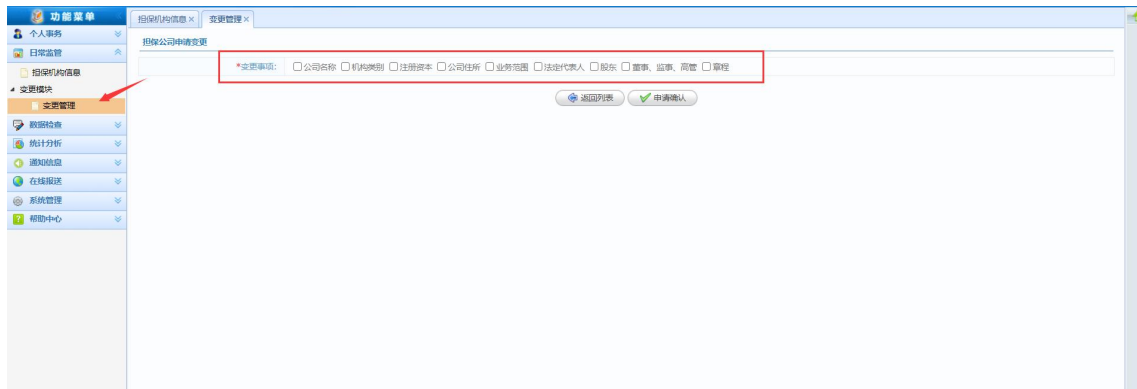 功能菜单
个人事务
日常监管
担保机构信息
变更模块
变更管理
数据检查
统计分析
通知信息
在线报送
系统管理
帮助中心
担保机构信息× 变更管理×
担保公司申请变更
*变更事项: 公司名称 机构类别 注册资本 公司住所 业务范围 法定代表人 股东 董事、监事、高管 章程
返回列表 申请确认